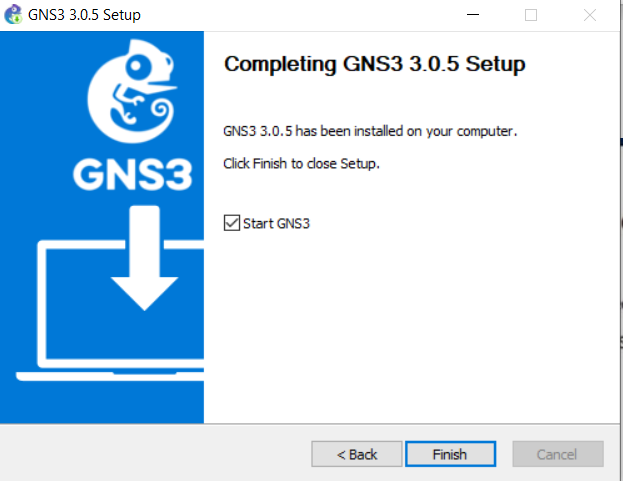 GNS3 3.0.5 Setup
Completing GNS3 3.0.5 Setup
GNS3 3.0.5 has been installed on your computer.
Click Finish to close Setup.
GNS3
Start GNS3
< Back
Finish
Cancel